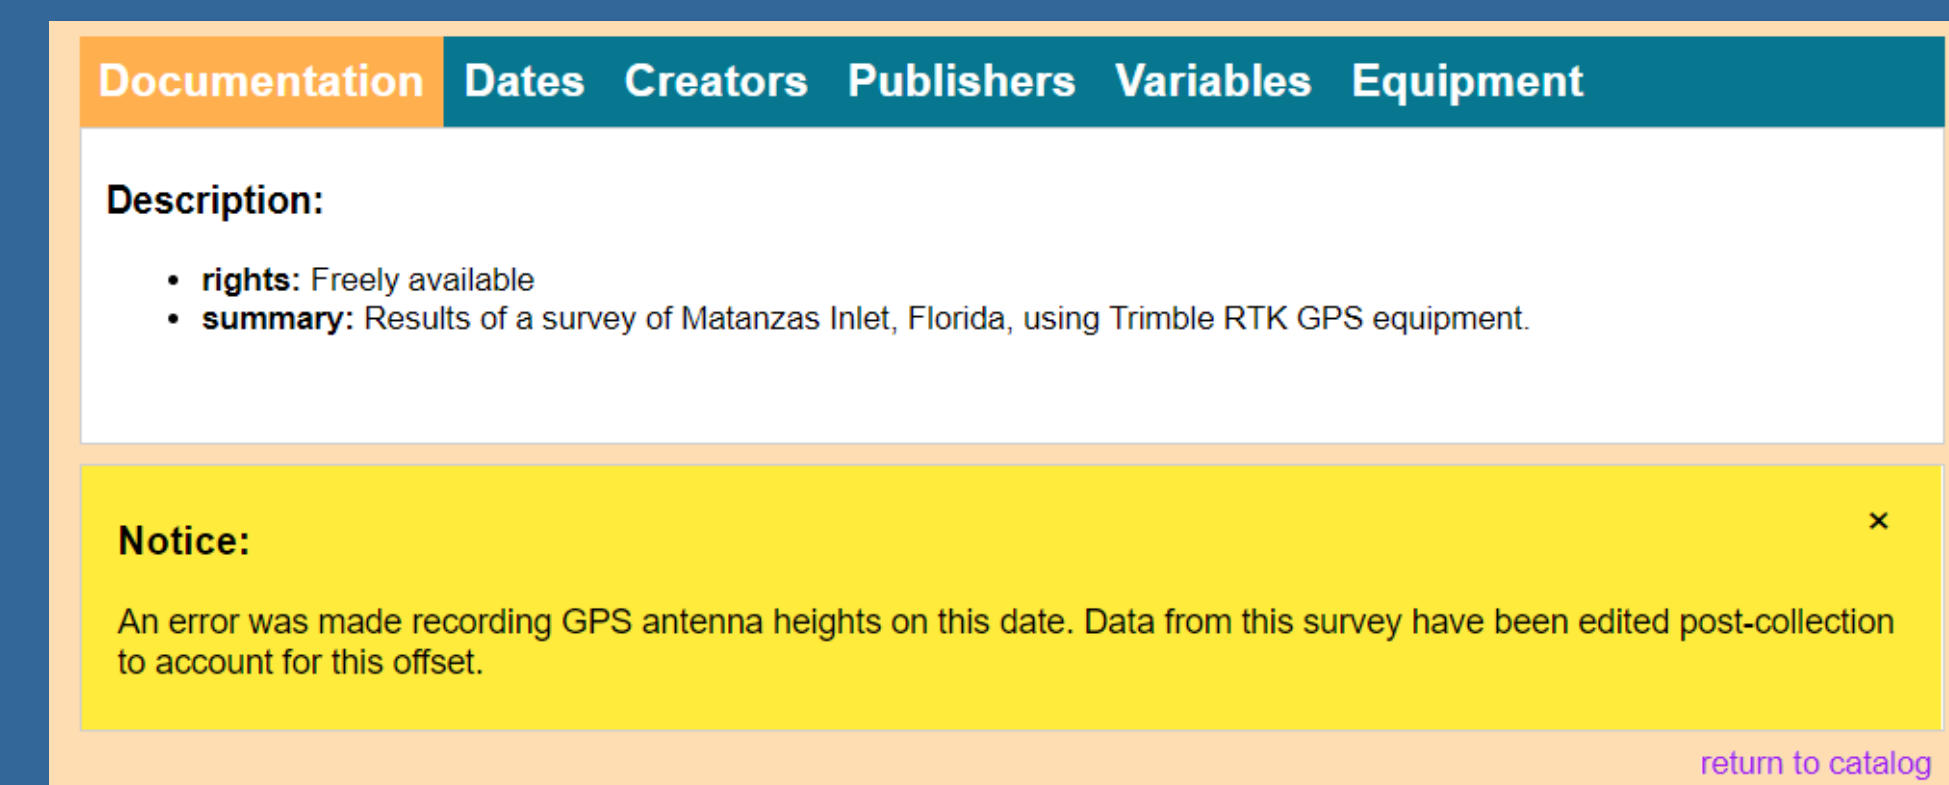 Documentation Dates Creators Publishers Variables Equipment
Description:
• rights: Freely available
• summary: Results of a survey of Matanzas Inlet, Florida, using Trimble RTK GPS equipment.
×
Notice:
An error was made recording GPS antenna heights on this date. Data from this survey have been edited post-collection
to account for this offset.
return to catalog